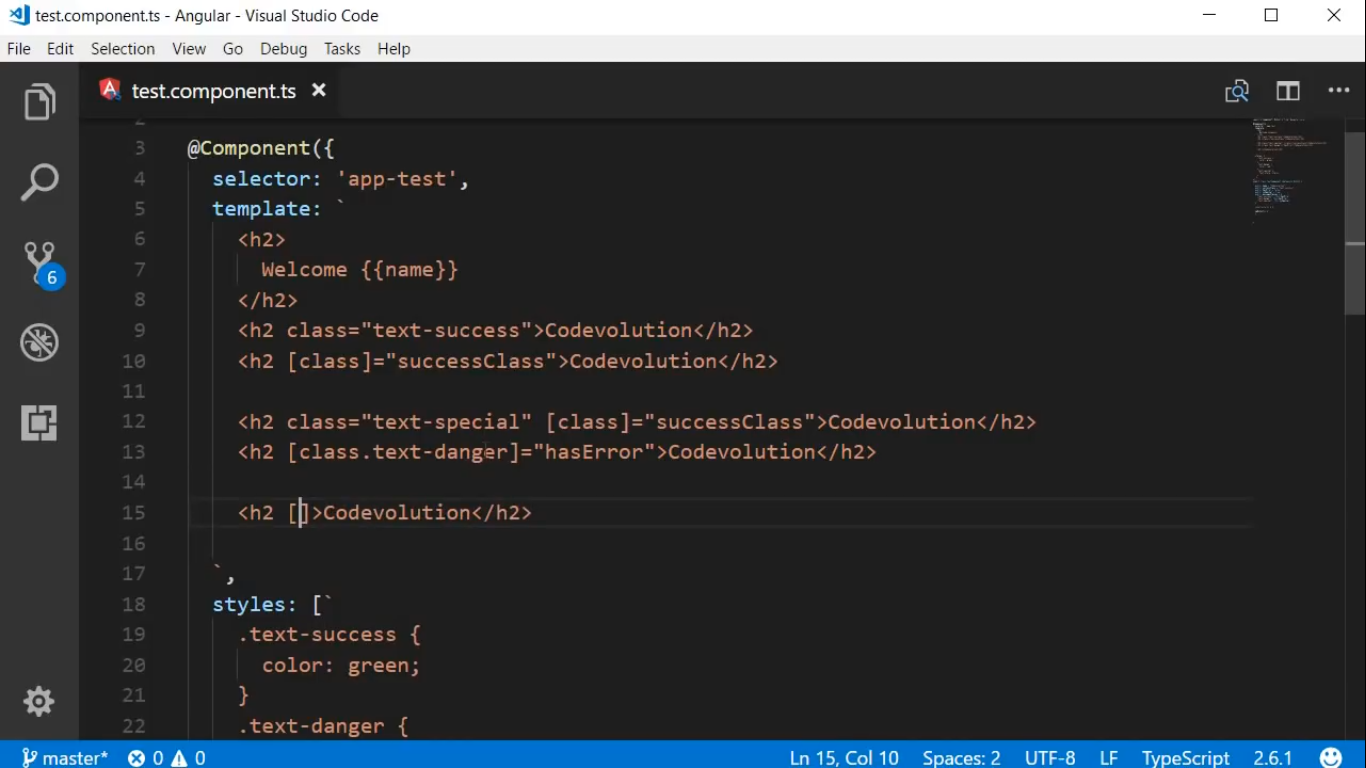 test.component.ts - Angular - Visual Studio Code
File Edit Selection View Go Debug Tasks Help
test.component.ts
3 @Component({
4 selector: 'app-test',
5 template: `
6 <h2>
7 Welcome {{name}}
8 </h2>
9 <h2 class="text-success">Codevolution</h2>
10 <h2 [class]="successClass">Codevolution</h2>
11
12 <h2 class="text-special" [class]="successClass">Codevolution</h2>
13 <h2 [class.text-danger]="hasError">Codevolution</h2>
14
15 <h2 []>Codevolution</h2>
16
17 `,
18 styles: [`
19 .text-success {
20 color: green;
21 }
22 .text-danger {
6
master* 0 0 Ln 15, Col 10 Spaces: 2 UTF-8 LF TypeScript 2.6.1